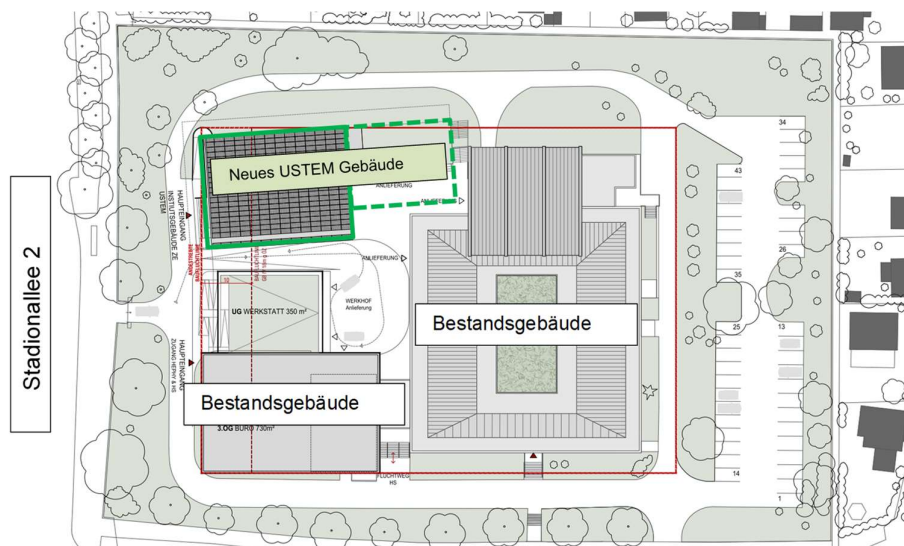 Stadionallee 2
Neues USTEM Gebäude
ANLIEFERUNG
HAUPTEINGANG
INSTITUTSGEBÄUDE ZE
USTEM
ANLIEFERUNG
UG WERKSTATT 350 m²
WERKHOF
Anlieferung
HAUPTEINGANG
Bestandsgebäude
Bestandsgebäude
3.OG BÜRO 730m²
FLUCHTWEG
HS
34
43
26
35
25
13
14
1